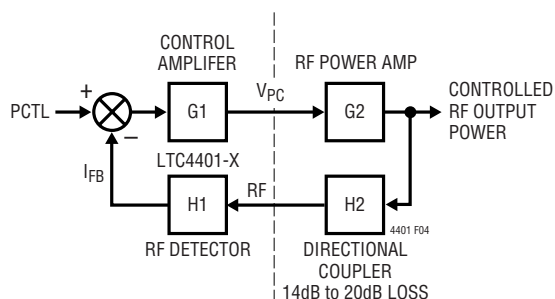 CONTROL
AMPLIFER
RF POWER AMP
PCTL
+
−
G1
VPC
G2
CONTROLLED
RF OUTPUT
POWER
IFB
LTC4401-X
H1
RF
H2
4401 F04
RF DETECTOR
DIRECTIONAL
COUPLER
14dB to 20dB LOSS